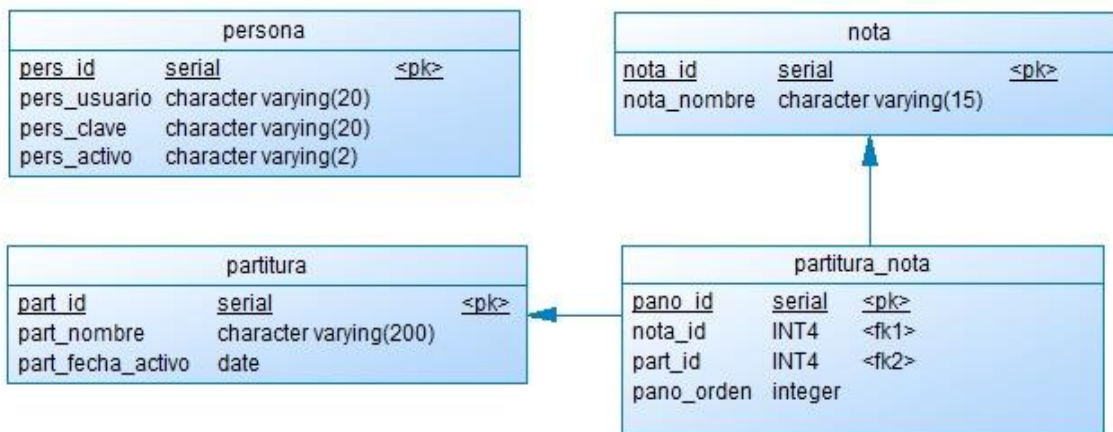 persona
pers_id serial <pk>
pers_usuario character varying(20)
pers_clave character varying(20)
pers_activo character varying(2)
nota
nota_id serial <pk>
nota_nombre character varying(15)
partitura
part_id serial <pk>
part_nombre character varying(200)
part_fecha_activo date
partitura_nota
pano_id serial <pk>
nota_id INT4 <fk1>
part_id INT4 <fk2>
pano_orden integer